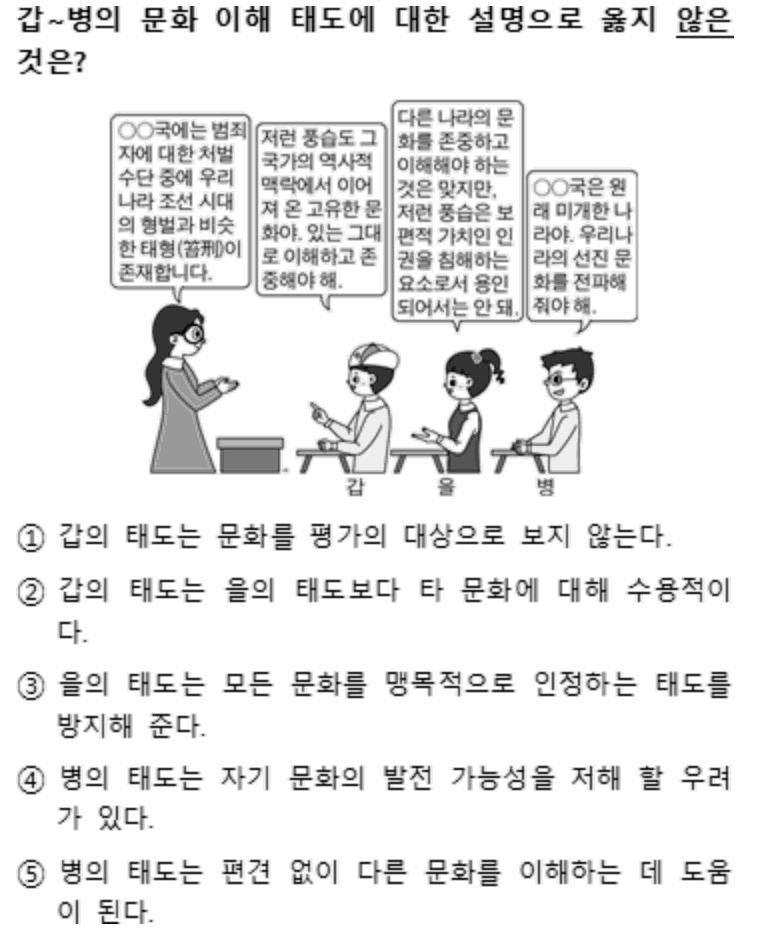 갑~병의 문화 이해 태도에 대한 설명으로 옳지 않은
것은?
○○국에는 범죄
자에 대한 처벌
수단 중에 우리
나라 조선 시대
의 형벌과 비슷
한 태형(笞刑)이
존재합니다.
저런 풍습도 그
국가의 역사적
맥락에서 이어
져 온 고유한 문
화야. 있는 그대
로 이해하고 존
중해야 해.
다른 나라의 문
화를 존중하고
이해해야 하는
것은 맞지만,
저런 풍습은 보
편적 가치인 인
권을 침해하는
요소로서 용인
되어서는 안 돼.
○○국은 원
래 미개한 나
라야. 우리나
라의 선진 문
화를 전파해
줘야 해.
갑 을 병
① 갑의 태도는 문화를 평가의 대상으로 보지 않는다.
② 갑의 태도는 을의 태도보다 타 문화에 대해 수용적이
다.
③ 을의 태도는 모든 문화를 맹목적으로 인정하는 태도를
방지해 준다.
④ 병의 태도는 자기 문화의 발전 가능성을 저해 할 우려
가 있다.
⑤ 병의 태도는 편견 없이 다른 문화를 이해하는 데 도움
이 된다.